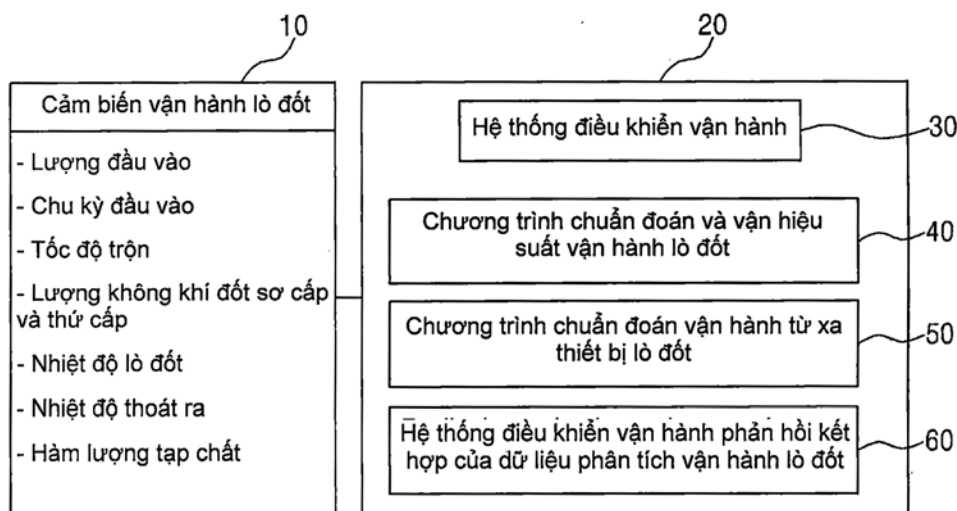 10
20
Cảm biến vận hành lò đốt
- Lượng đầu vào
- Chu kỳ đầu vào
- Tốc độ trộn
- Lượng không khí đốt sơ cấp
và thứ cấp
- Nhiệt độ lò đốt
- Nhiệt độ thoát ra
- Hàm lượng tạp chất
Hệ thống điều khiển vận hành
30
Chương trình chuẩn đoán và vận hiệu
suất vận hành lò đốt
40
Chương trình chuẩn đoán vận hành từ xa
thiết bị lò đốt
50
Hệ thống điều khiển vận hành phản hồi kết
hợp của dữ liệu phân tích vận hành lò đốt
60